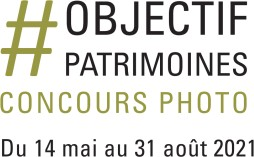 #OBJECTIF
PATRIMOINES
CONCOURS PHOTO
Du 14 mai au 31 août 2021